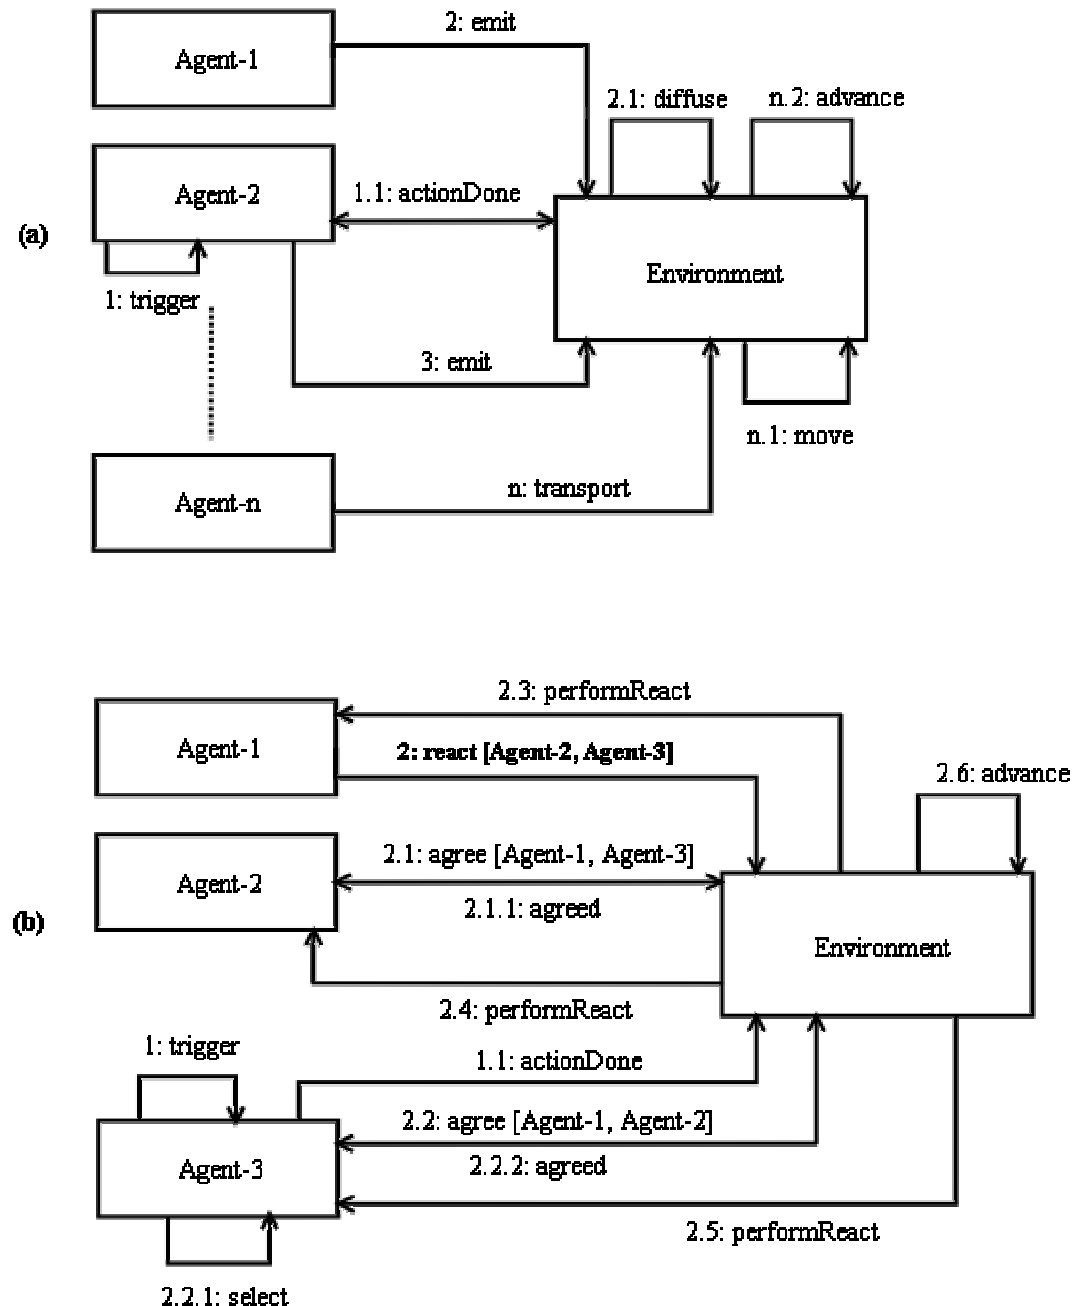 2: emit
Agent-1
2.1: diffuse
n.2: advance
Agent-2
1.1: actionDone
(a)
Environment
1: trigger
3: emit
n.1: move
Agent-n
n: transport
2.3: performReact
Agent-1
2: react [Agent-2, Agent-3]
2.6: advance
2.1: agree [Agent-1, Agent-3]
Agent-2
2.1.1: agreed
(b)
Environment
2.4: performReact
1: trigger
1.1: actionDone
2.2: agree [Agent-1, Agent-2]
Agent-3
2.2.2: agreed
2.5: performReact
2.2.1: select